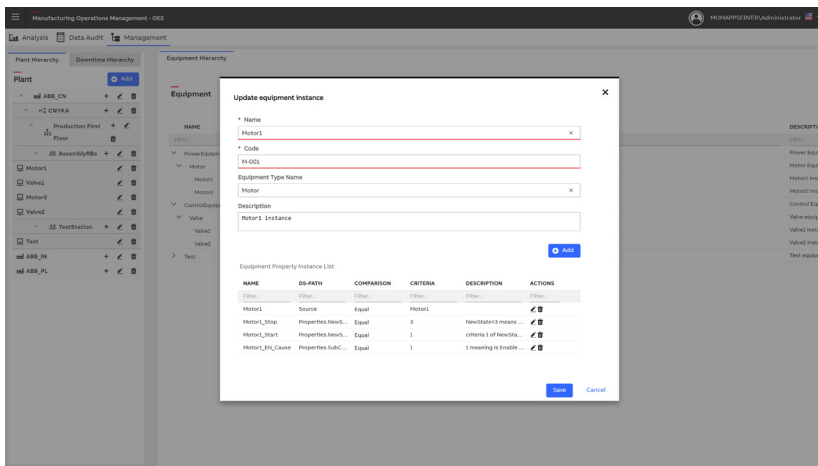 Manufacturing Operations Management - OEE
MOMAPPSERVER\Administrator
Analysis Data Audit Management
Plant Hierarchy Downtime Hierarchy
Equipment Hierarchy
Plant
Add
ABB_CN
CNYKA
Production First
Floor
AssemblyRBs
Motor1
Valve1
Motor2
Valve2
TestStation
Test
ABB_IN
ABB_PL
Equipment
NAME
Filter...
PowerEquipm
Motor
Motor1
Motor2
ControlEquip
Valve
Valve1
Valve2
Test
Update equipment instance
* Name
Motor1
* Code
M-001
Equipment Type Name
Motor
Description
Motor1 instance
Add
Equipment Property Instance List
NAME DS-PATH COMPARISON CRITERIA DESCRIPTION ACTIONS
Filter... Filter... Filter... Filter... Filter... Filter...
Motor1 Source Equal Motor1
Motor1_Stop Properties.NewS... Equal 3 NewState=3 means ...
Motor1_Start Properties.NewS... Equal 1 criteria 1 of NewSta...
Motor1_EN_Cause Properties.SubC... Equal 1 1 meaning is Enable ...
Save Cancel
DESCRIPTI
Filter...
Power Equ
Motor Equi
Motor1 Ins
Motor2 Ins
Control Eq
Valve equip
Valve1 Insta
Valve2 Insta
Test equipm